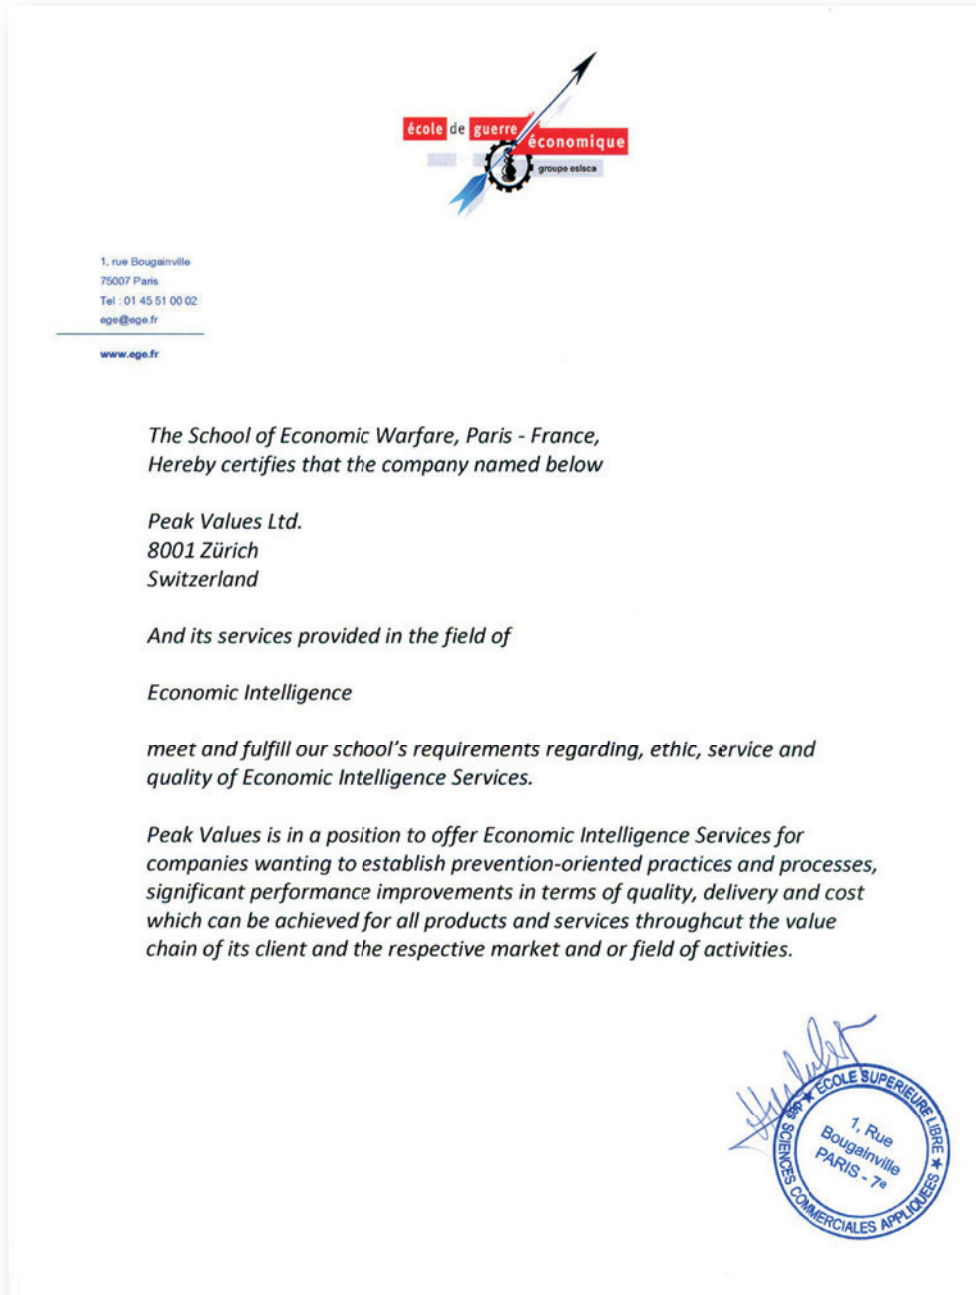 école de guerre
économique
groupe esisca
1, rue Bougainville
75007 Paris
Tel : 01 45 51 00 02
ege@ege.fr
www.ege.fr
The School of Economic Warfare, Paris - France,
Hereby certifies that the company named below
Peak Values Ltd.
8001 Zürich
Switzerland
And its services provided in the field of
Economic Intelligence
meet and fulfill our school's requirements regarding, ethic, service and
quality of Economic Intelligence Services.
Peak Values is in a position to offer Economic Intelligence Services for
companies wanting to establish prevention-oriented practices and processes,
significant performance improvements in terms of quality, delivery and cost
which can be achieved for all products and services throughout the value
chain of its client and the respective market and or field of activities.
ECOLE SUPERIEURE LIBRE
des SCIENCES COMMERCIALES APPLIQUEES
1, Rue
Bougainville
PARIS - 7e